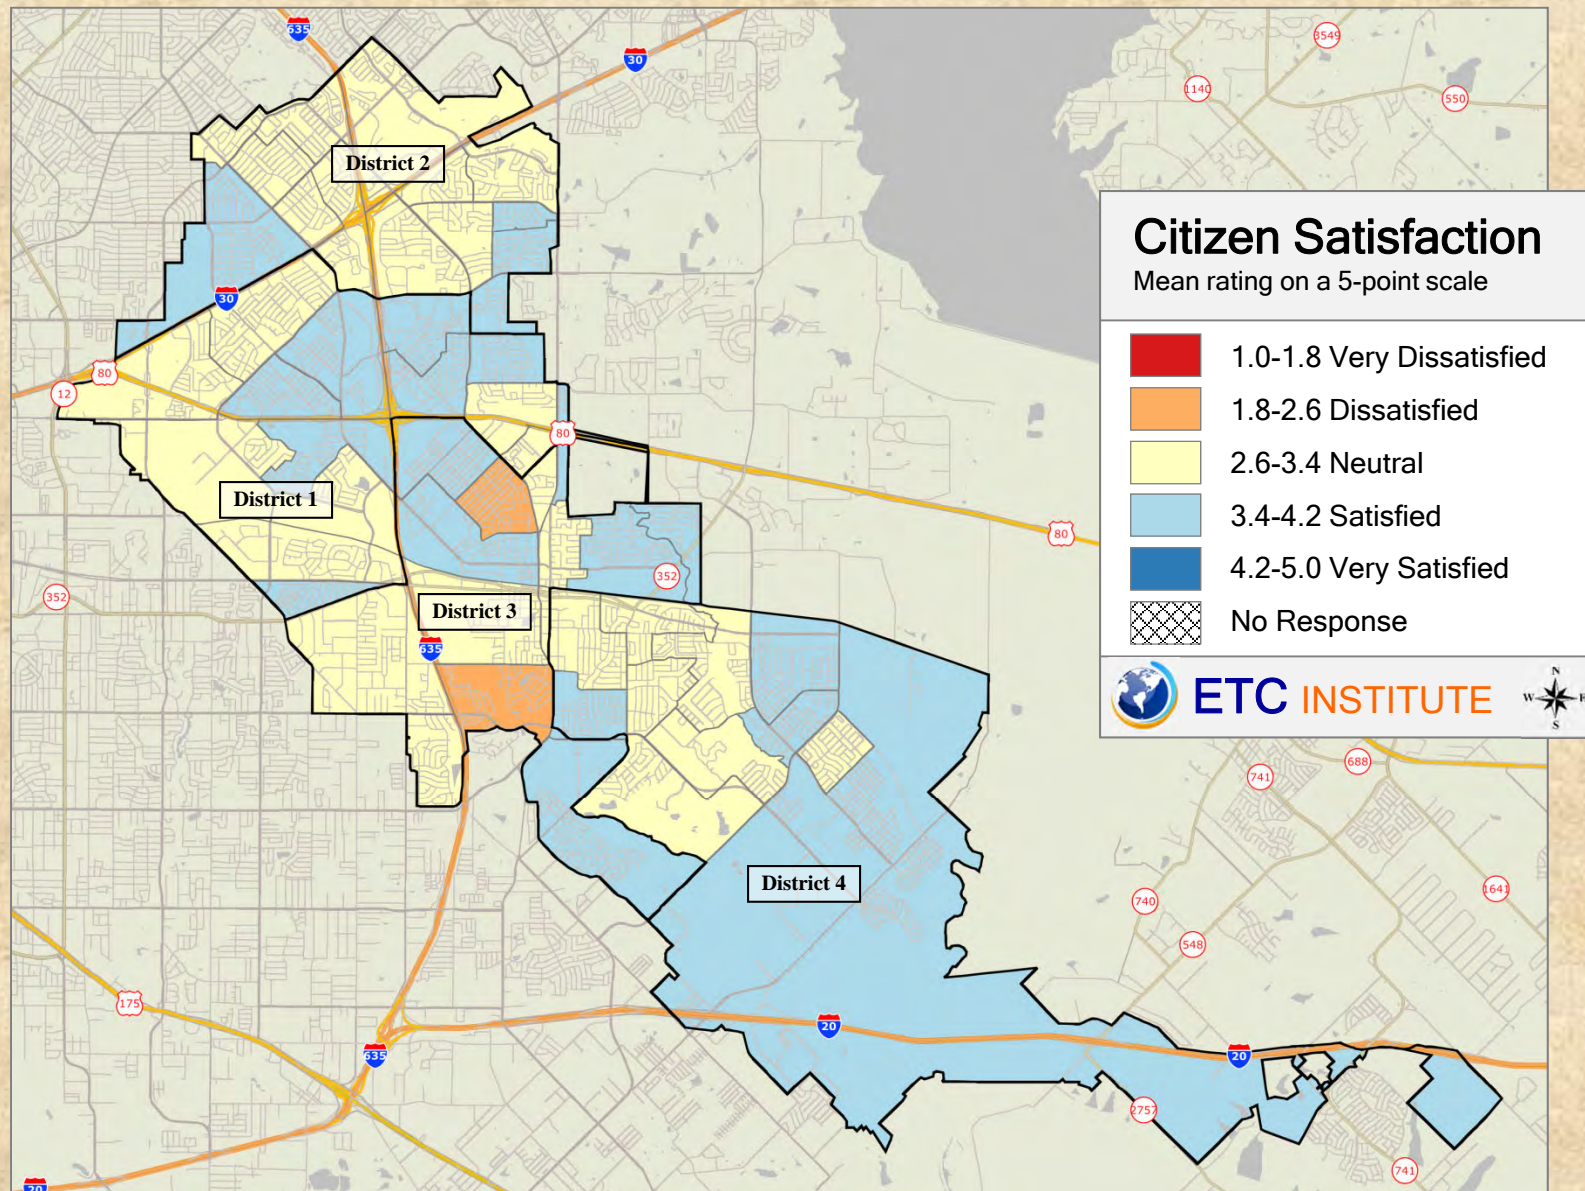 635
30
3549
1140
550
District 2
Citizen Satisfaction
Mean rating on a 5-point scale
30
1.0-1.8 Very Dissatisfied
80
12
1.8-2.6 Dissatisfied
80
2.6-3.4 Neutral
District 1
3.4-4.2 Satisfied
80
352
4.2-5.0 Very Satisfied
352
District 3
No Response
635
ETC INSTITUTE
N
W
E
S
688
741
District 4
1641
740
548
175
20
635
20
2757
741
20